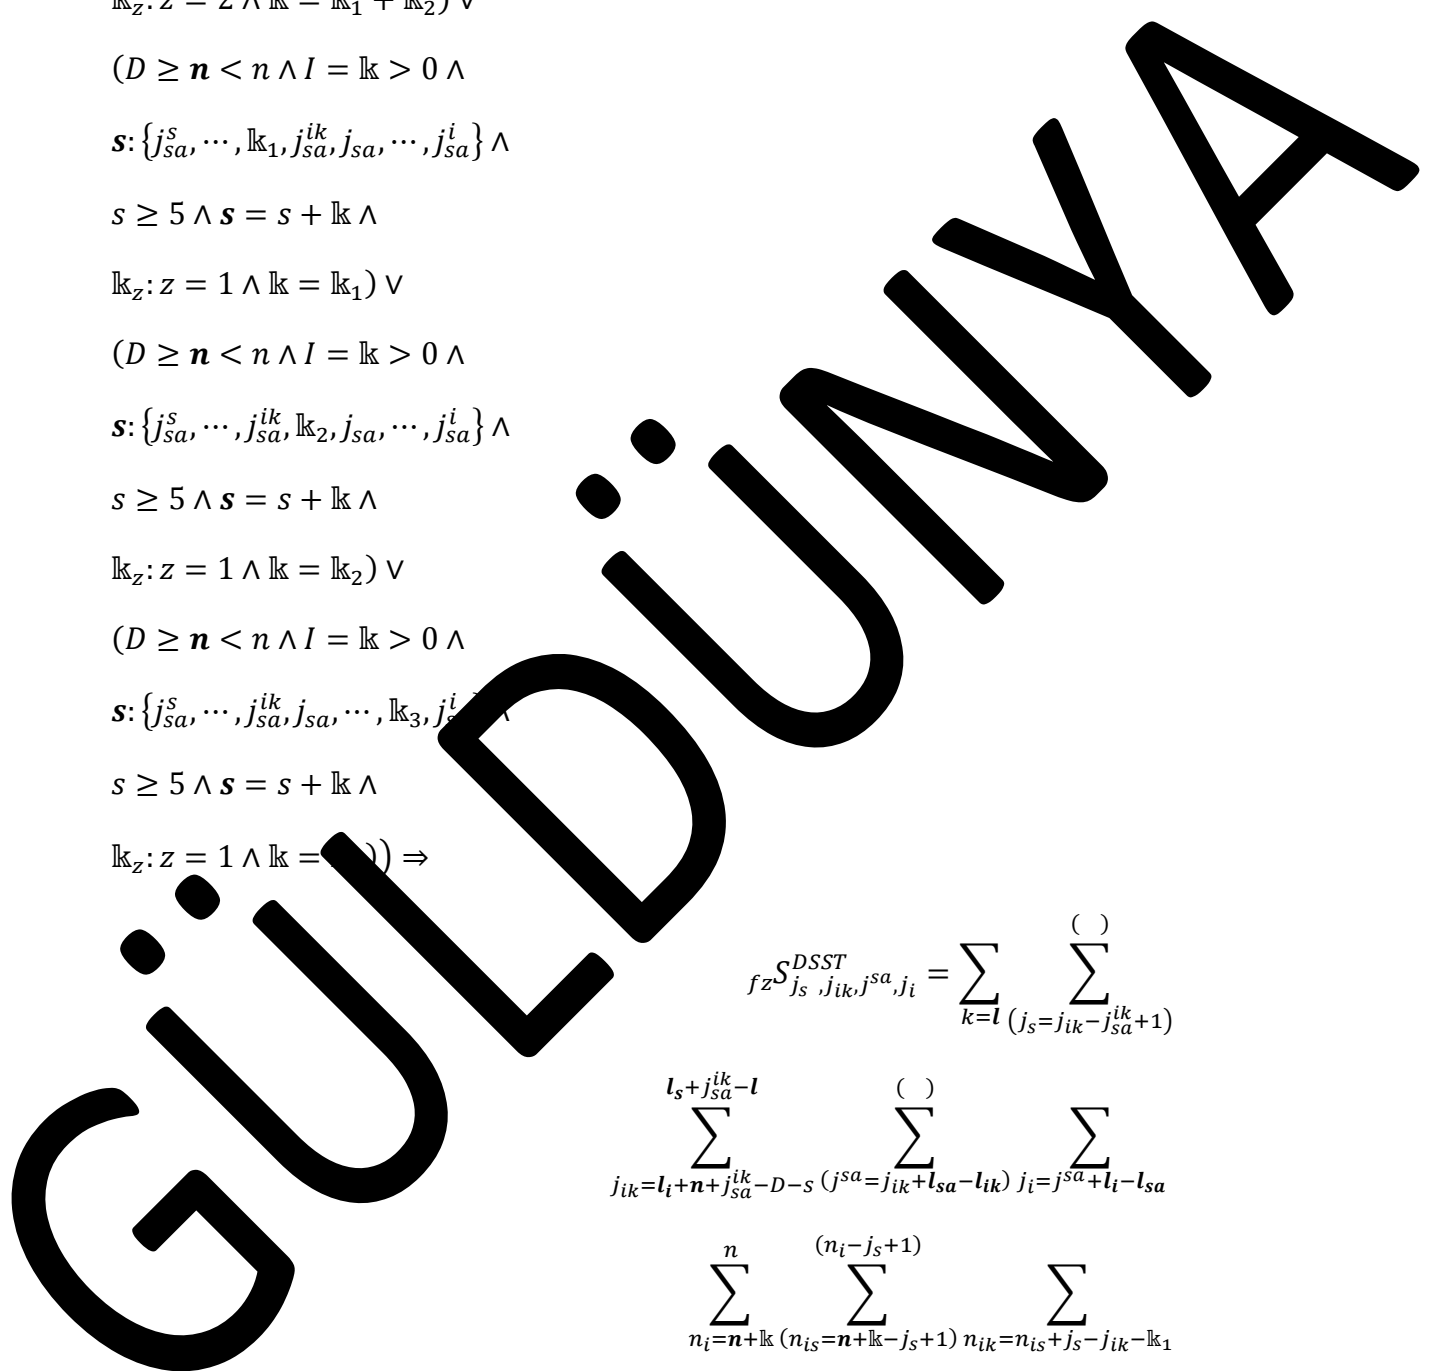 𝕜_z: z = 2 ∧ 𝕜 = 𝕜_1 + 𝕜_2) ∨
(D ≥ 𝒏 < n ∧ I = 𝕜 > 0 ∧
𝒔: {j_{sa}^{s}, ⋯, 𝕜_1, j_{sa}^{ik}, j_{sa}, ⋯, j_{sa}^{i}} ∧
s ≥ 5 ∧ 𝒔 = s + 𝕜 ∧
𝕜_z: z = 1 ∧ 𝕜 = 𝕜_1) ∨
(D ≥ 𝒏 < n ∧ I = 𝕜 > 0 ∧
𝒔: {j_{sa}^{s}, ⋯, j_{sa}^{ik}, 𝕜_2, j_{sa}, ⋯, j_{sa}^{i}} ∧
s ≥ 5 ∧ 𝒔 = s + 𝕜 ∧
𝕜_z: z = 1 ∧ 𝕜 = 𝕜_2) ∨
(D ≥ 𝒏 < n ∧ I = 𝕜 > 0 ∧
𝒔: {j_{sa}^{s}, ⋯, j_{sa}^{ik}, j_{sa}, ⋯, 𝕜_3, j^{i} ∧
s ≥ 5 ∧ 𝒔 = s + 𝕜 ∧
𝕜_z: z = 1 ∧ 𝕜 = )) ⇒
_{fz}S_{j_s, j_{ik}, j^{sa}, j_i}^{DSST} = ∑_{k=𝒍} ∑_{(j_s=j_{ik}−j_{sa}^{ik}+1)}^{( )}
∑_{j_{ik}=𝒍_𝒊+𝒏+j_{sa}^{ik}−D−s}^{𝒍_𝒔+j_{sa}^{ik}−𝒍} ∑_{(j^{sa}=j_{ik}+𝒍_{𝒔𝒂}−𝒍_{𝒊𝒌})}^{( )} ∑_{j_i=j^{sa}+𝒍_𝒊−𝒍_{𝒔𝒂}}
∑_{n_i=𝒏+𝕜}^{n} ∑_{(n_{is}=𝒏+𝕜−j_s+1)}^{(n_i−j_s+1)} ∑_{n_{ik}=n_{is}+j_s−j_{ik}−𝕜_1}
GÜLDÜNYA